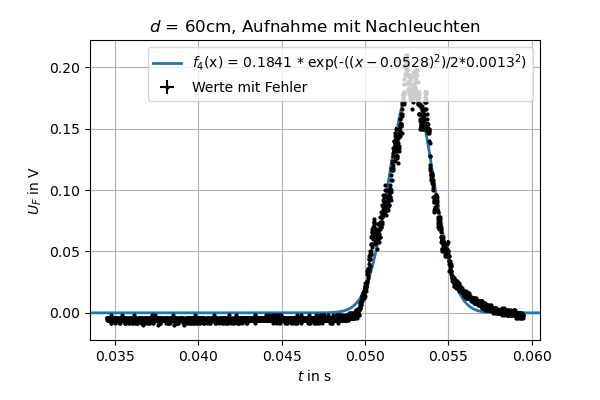 d = 60cm, Aufnahme mit Nachleuchten
f₄(x) = 0.1841 * exp(-((x − 0.0528)²)/2*0.0013²)
Werte mit Fehler
0.20
0.15
0.10
0.05
0.00
U_F in V
0.035 0.040 0.045 0.050 0.055 0.060
t in s